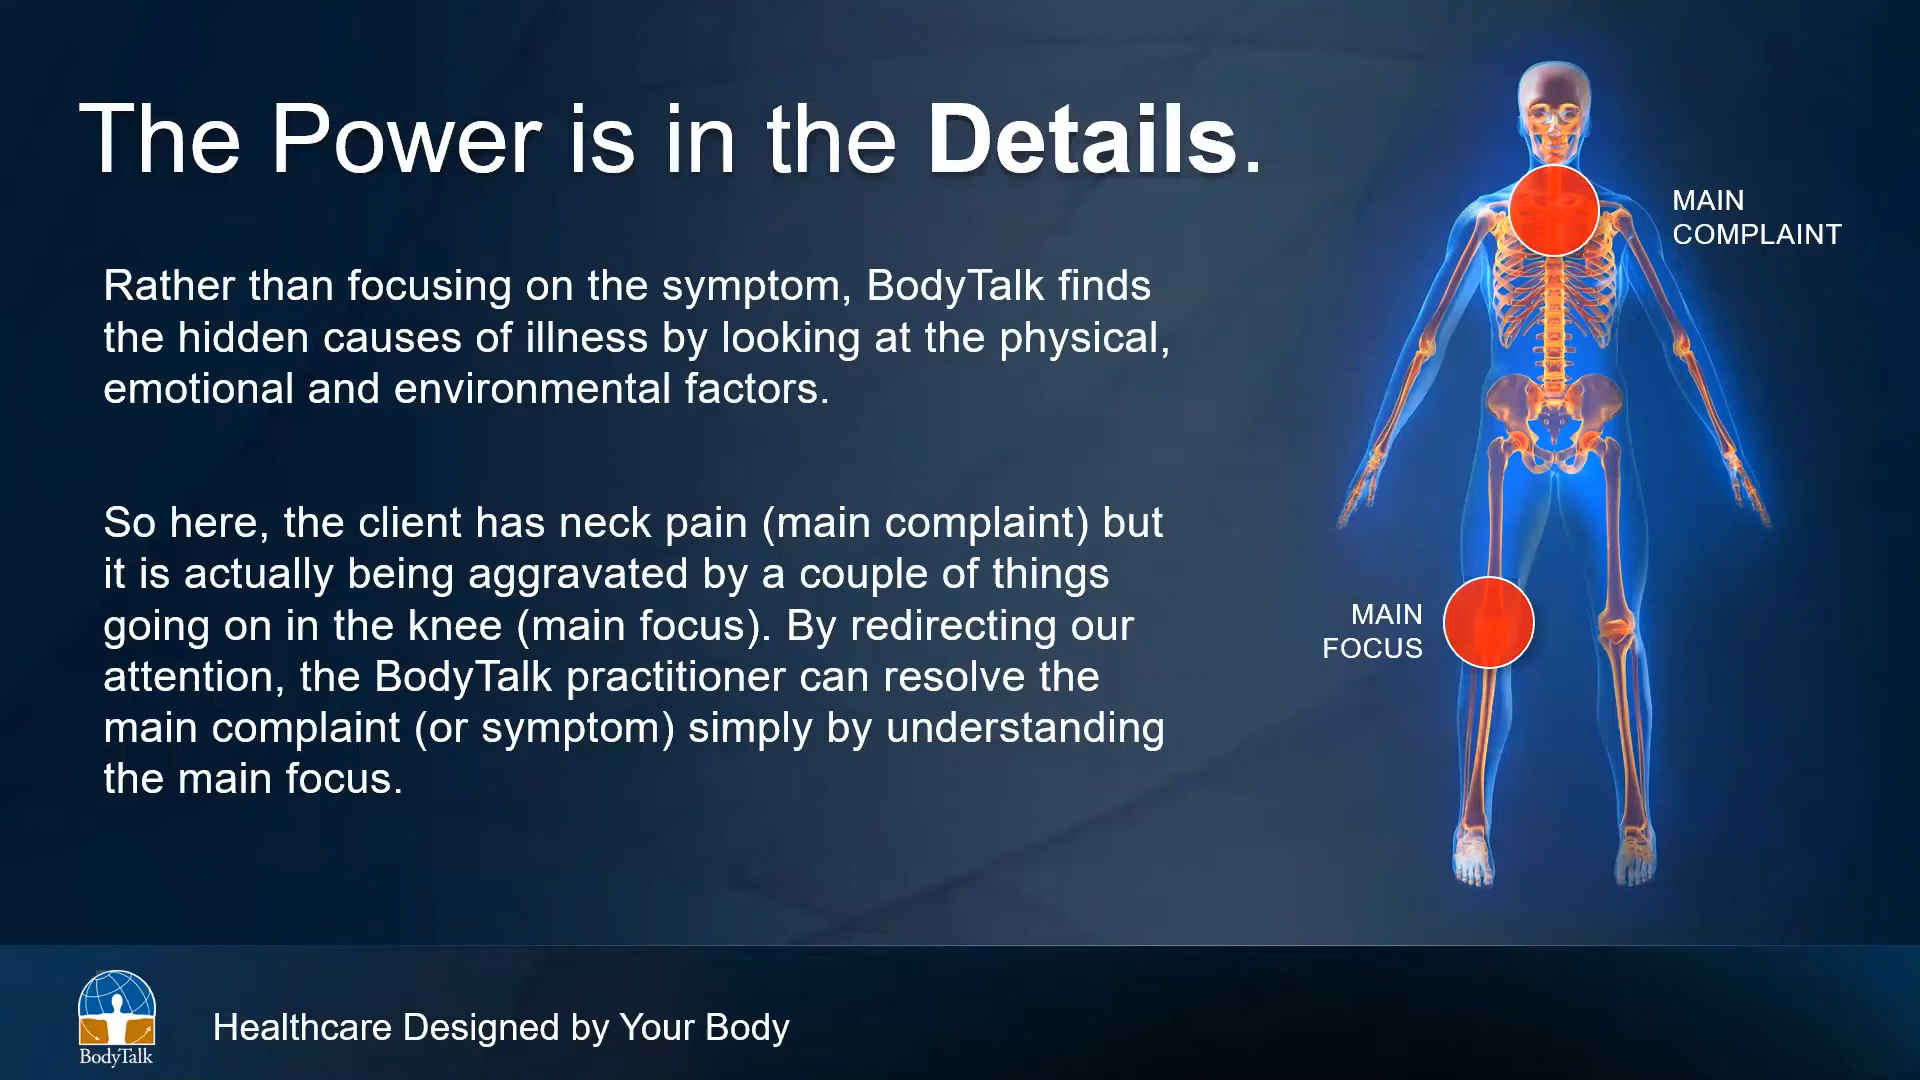 The Power is in the Details.
Rather than focusing on the symptom, BodyTalk finds
the hidden causes of illness by looking at the physical,
emotional and environmental factors.
So here, the client has neck pain (main complaint) but
it is actually being aggravated by a couple of things
going on in the knee (main focus). By redirecting our
attention, the BodyTalk practitioner can resolve the
main complaint (or symptom) simply by understanding
the main focus.
MAIN
COMPLAINT
MAIN
FOCUS
BodyTalk
Healthcare Designed by Your Body